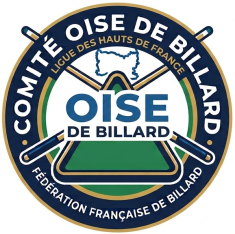 COMITÉ OISE DE BILLARD
LIGUE DES HAUTS DE FRANCE
OISE
DE BILLARD
FÉDÉRATION FRANÇAISE DE BILLARD